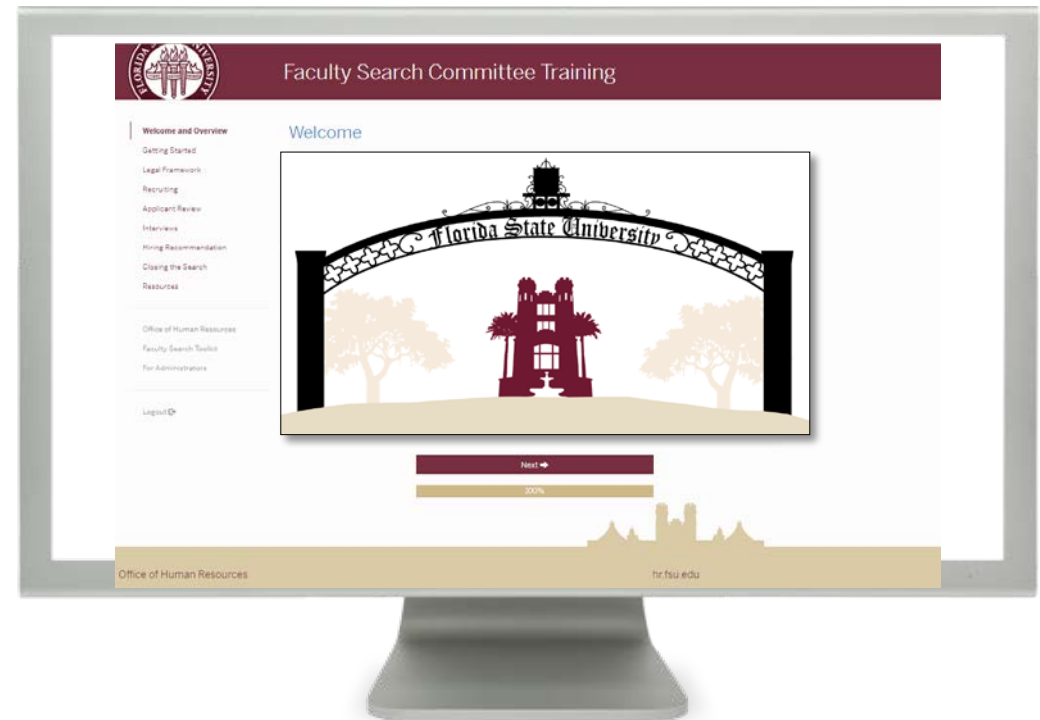 FLORIDA S UNIVERSITY
Faculty Search Committee Training
Welcome and Overview
Getting Started
Legal Framework
Recruiting
Applicant Review
Interviews
Hiring Recommendation
Closing the Search
Resources
Office of Human Resources
Faculty Search Toolkit
For Administrators
Logout
Welcome
Florida State University
Next
100%
Office of Human Resources
hr.fsu.edu